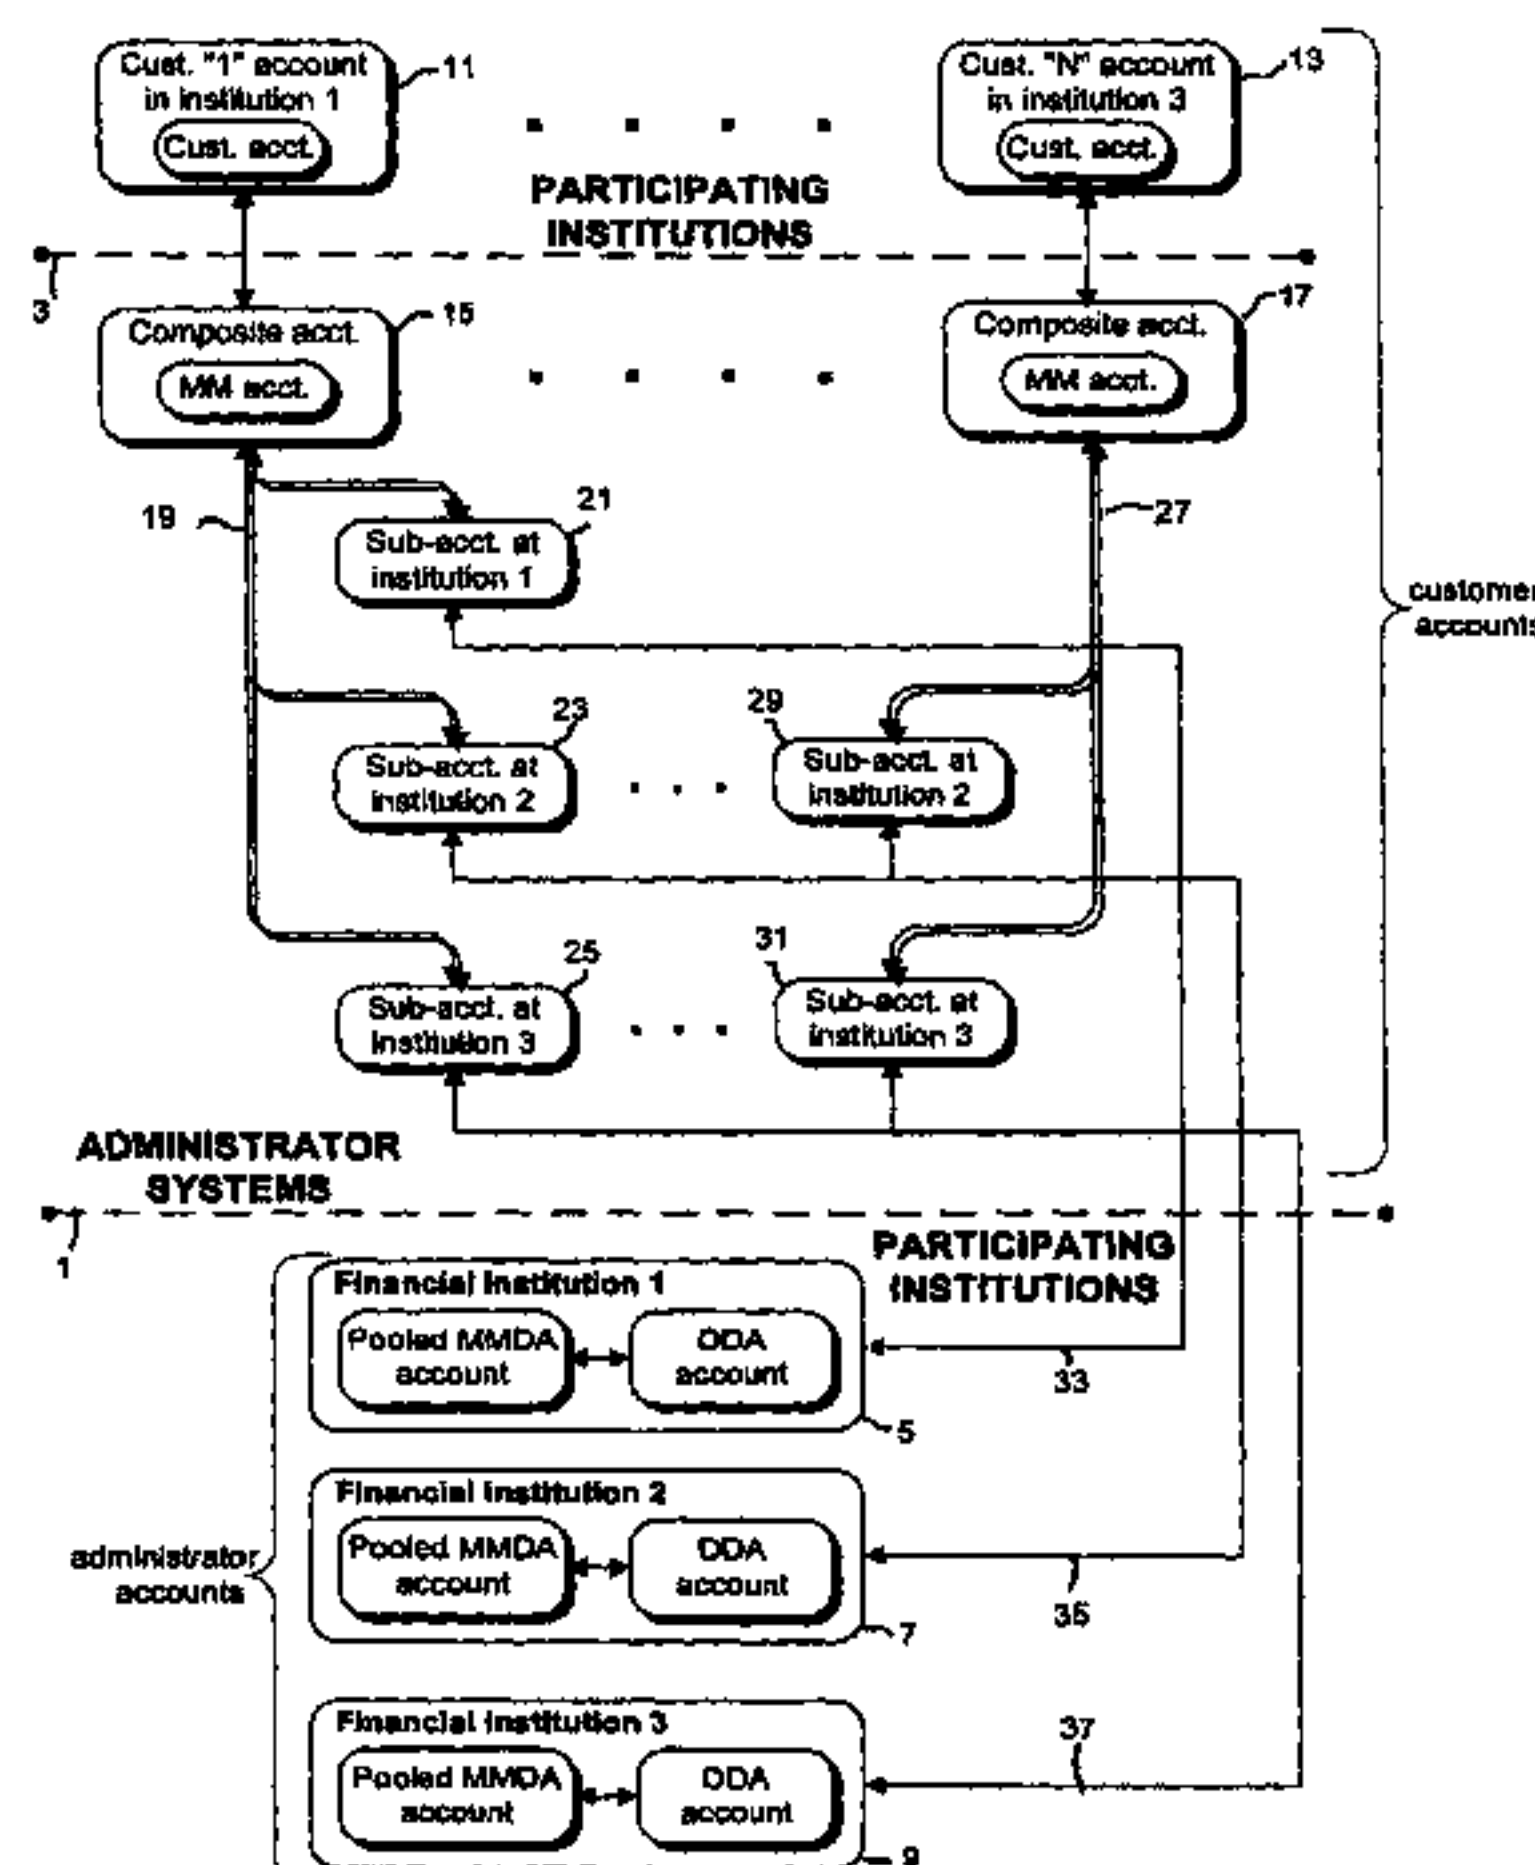 Cust. "1" account
in institution 1
Cust. acct.
11
Cust. "N" account
in institution 3
Cust. acct.
13
PARTICIPATING
INSTITUTIONS
3
Composite acct.
MM acct.
15
Composite acct.
MM acct.
17
19
21
Sub-acct. at
institution 1
27
customer
accounts
23
Sub-acct. at
institution 2
29
Sub-acct. at
institution 2
25
Sub-acct. at
institution 3
31
Sub-acct. at
institution 3
ADMINISTRATOR
SYSTEMS
1
PARTICIPATING
INSTITUTIONS
Financial Institution 1
Pooled MMDA
account
DDA
account
33
5
Financial Institution 2
Pooled MMDA
account
DDA
account
35
7
administrator
accounts
Financial Institution 3
Pooled MMDA
account
DDA
account
37
9